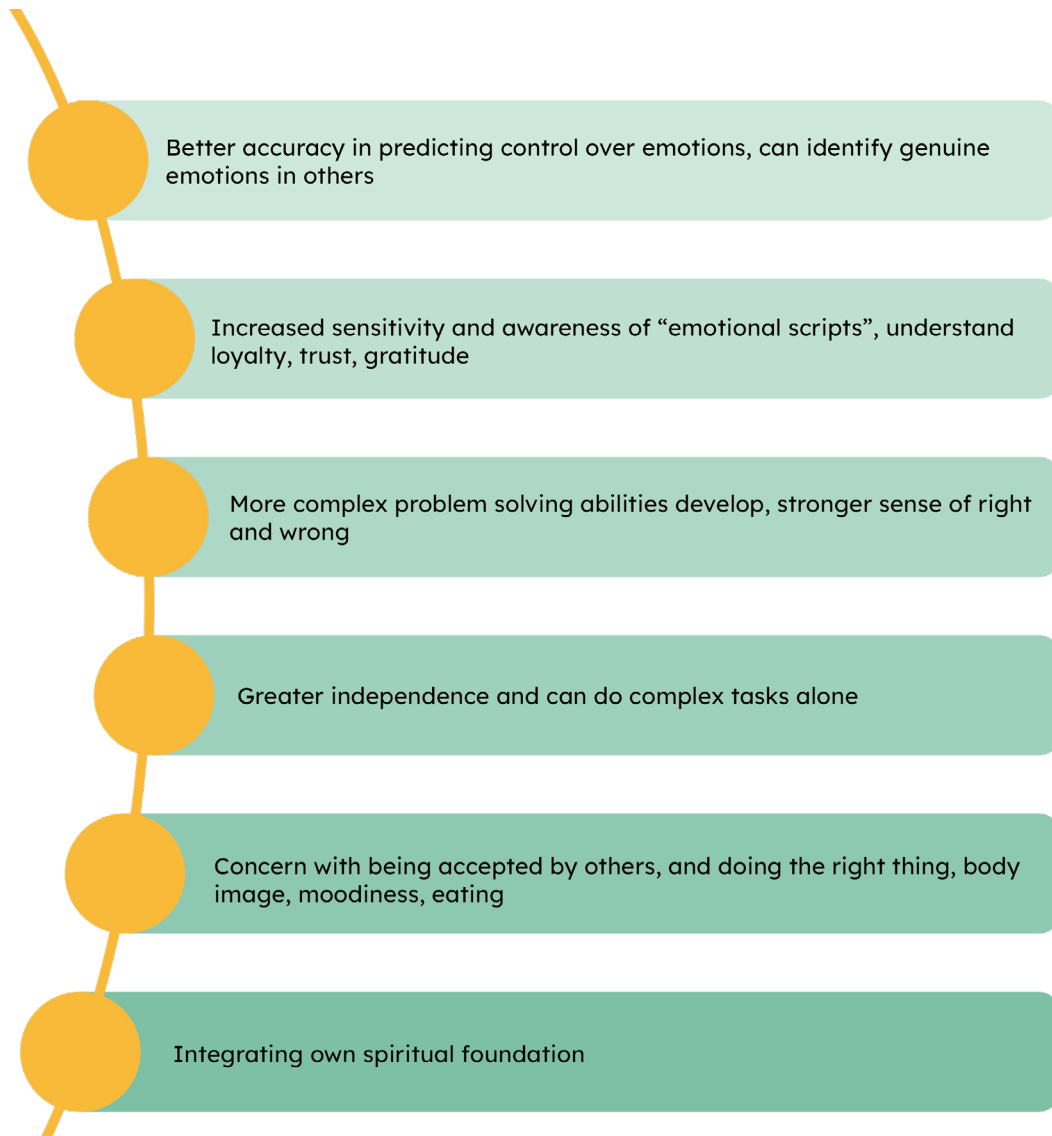 Better accuracy in predicting control over emotions, can identify genuine
emotions in others
Increased sensitivity and awareness of “emotional scripts”, understand
loyalty, trust, gratitude
More complex problem solving abilities develop, stronger sense of right
and wrong
Greater independence and can do complex tasks alone
Concern with being accepted by others, and doing the right thing, body
image, moodiness, eating
Integrating own spiritual foundation